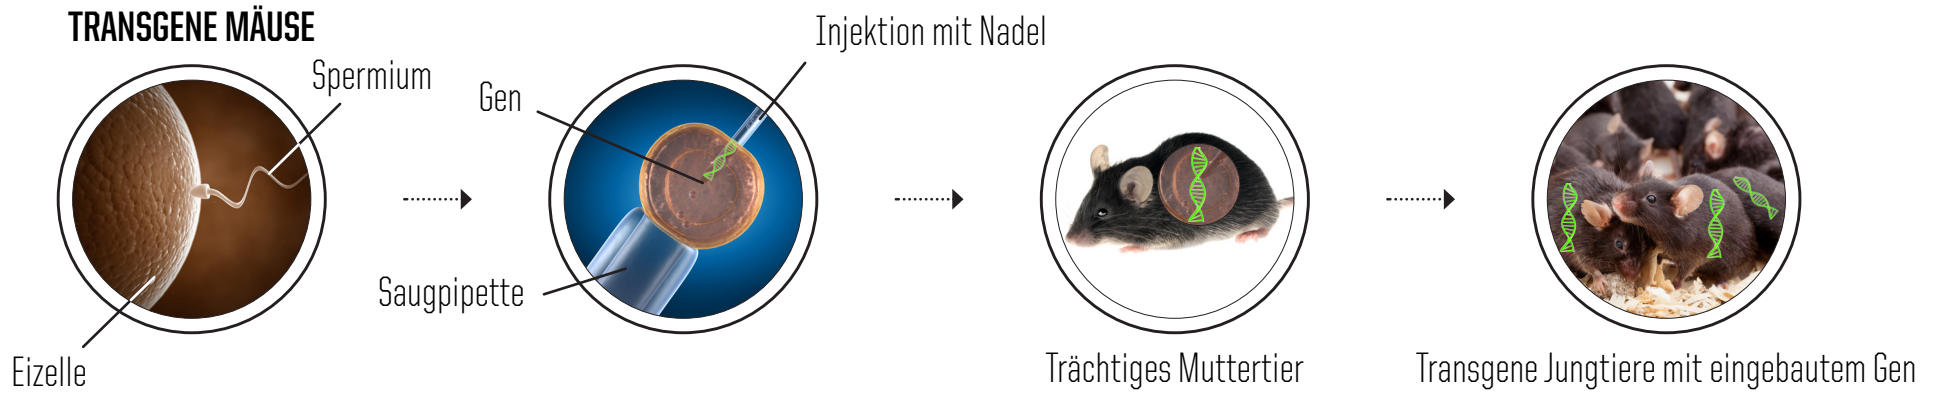 TRANSGENE MÄUSE
Spermium
Eizelle
Gen
Injektion mit Nadel
Saugpipette
Trächtiges Muttertier
Transgene Jungtiere mit eingebautem Gen